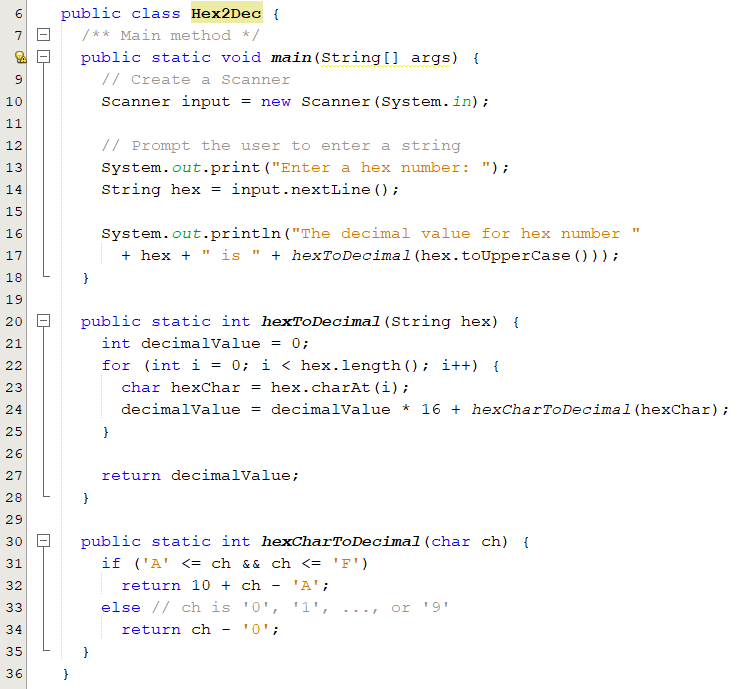 6 public class Hex2Dec {
7 /** Main method */
public static void main(String[] args) {
9 // Create a Scanner
10 Scanner input = new Scanner(System.in);
11
12 // Prompt the user to enter a string
13 System.out.print("Enter a hex number: ");
14 String hex = input.nextLine();
15
16 System.out.println("The decimal value for hex number "
17 + hex + " is " + hexToDecimal(hex.toUpperCase()));
18 }
19
20 public static int hexToDecimal(String hex) {
21 int decimalValue = 0;
22 for (int i = 0; i < hex.length(); i++) {
23 char hexChar = hex.charAt(i);
24 decimalValue = decimalValue * 16 + hexCharToDecimal(hexChar);
25 }
26
27 return decimalValue;
28 }
29
30 public static int hexCharToDecimal(char ch) {
31 if ('A' <= ch && ch <= 'F')
32 return 10 + ch - 'A';
33 else // ch is '0', '1', ..., or '9'
34 return ch - '0';
35 }
36 }